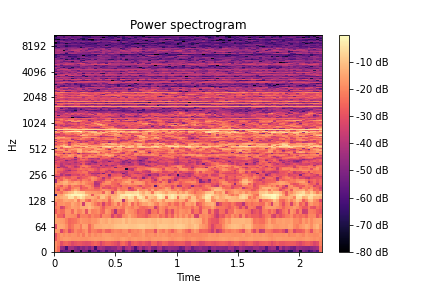 Power spectrogram
Hz
8192
4096
2048
1024
512
256
128
64
0
0
0.5
1
1.5
2
Time
-10 dB
-20 dB
-30 dB
-40 dB
-50 dB
-60 dB
-70 dB
-80 dB